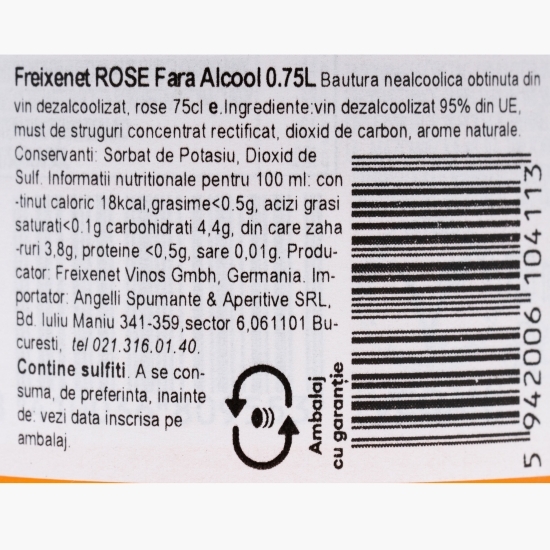 Freixenet ROSE Fara Alcool 0.75L Bautura nealcoolica obtinuta din
vin dezalcoolizat, rose 75cl e.Ingrediente:vin dezalcoolizat 95% din UE,
must de struguri concentrat rectificat, dioxid de carbon, arome naturale.
Conservanti: Sorbat de Potasiu, Dioxid de
Sulf. Informatii nutritionale pentru 100 ml: con
-tinut caloric 18kcal,grasime<0.5g, acizi grasi
saturati<0.1g carbohidrati 4,4g, din care zaha
-ruri 3,8g, proteine <0,5g, sare 0,01g. Produ-
cator: Freixenet Vinos Gmbh, Germania. Im-
portator: Angelli Spumante & Aperitive SRL,
Bd. Iuliu Maniu 341-359,sector 6,061101 Bu-
curesti, tel 021.316.01.40.
Contine sulfiti. A se con-
suma, de preferinta, inainte
de: vezi data inscrisa pe
ambalaj.
Ambalaj
cu garanție
5 942006 104113